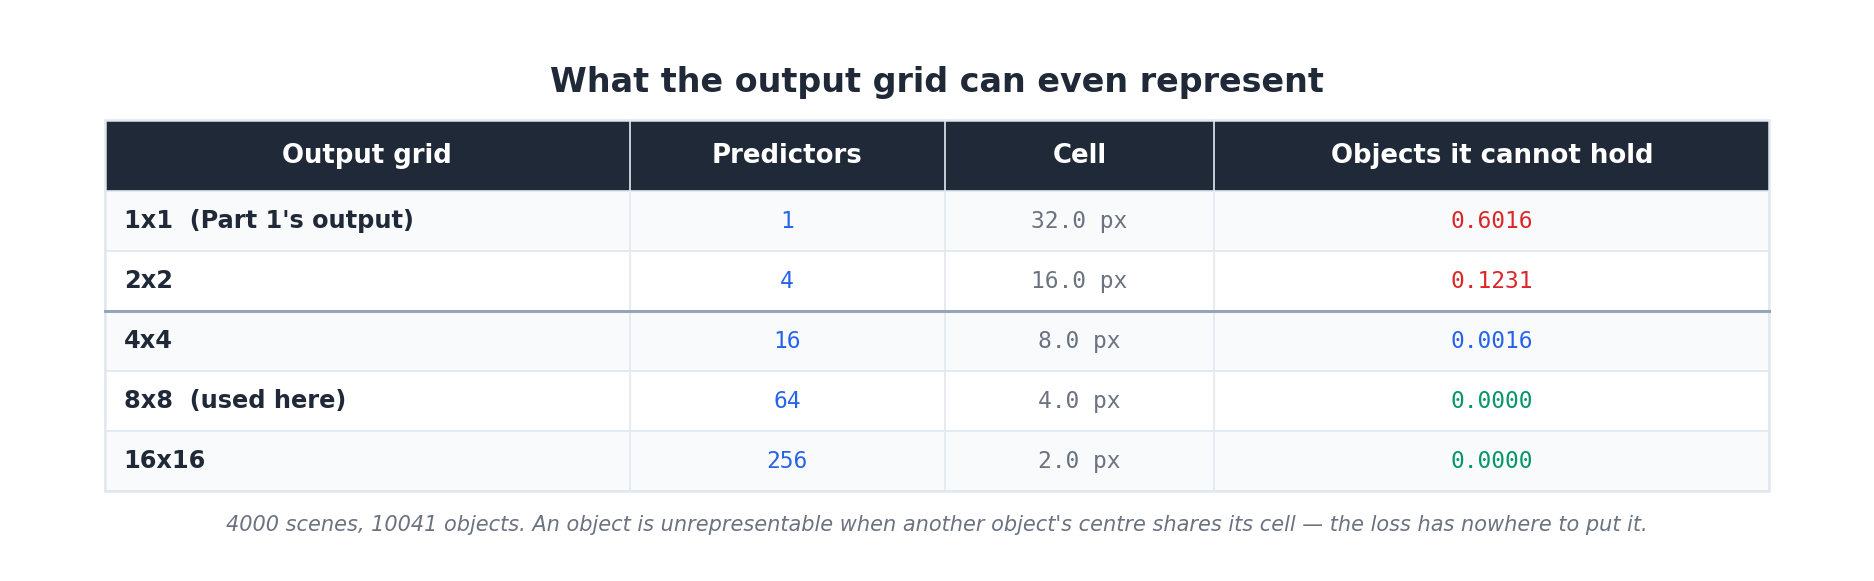 What the output grid can even represent
Output grid Predictors Cell Objects it cannot hold
1x1 (Part 1's output) 1 32.0 px 0.6016
2x2 4 16.0 px 0.1231
4x4 16 8.0 px 0.0016
8x8 (used here) 64 4.0 px 0.0000
16x16 256 2.0 px 0.0000
4000 scenes, 10041 objects. An object is unrepresentable when another object's centre shares its cell — the loss has nowhere to put it.